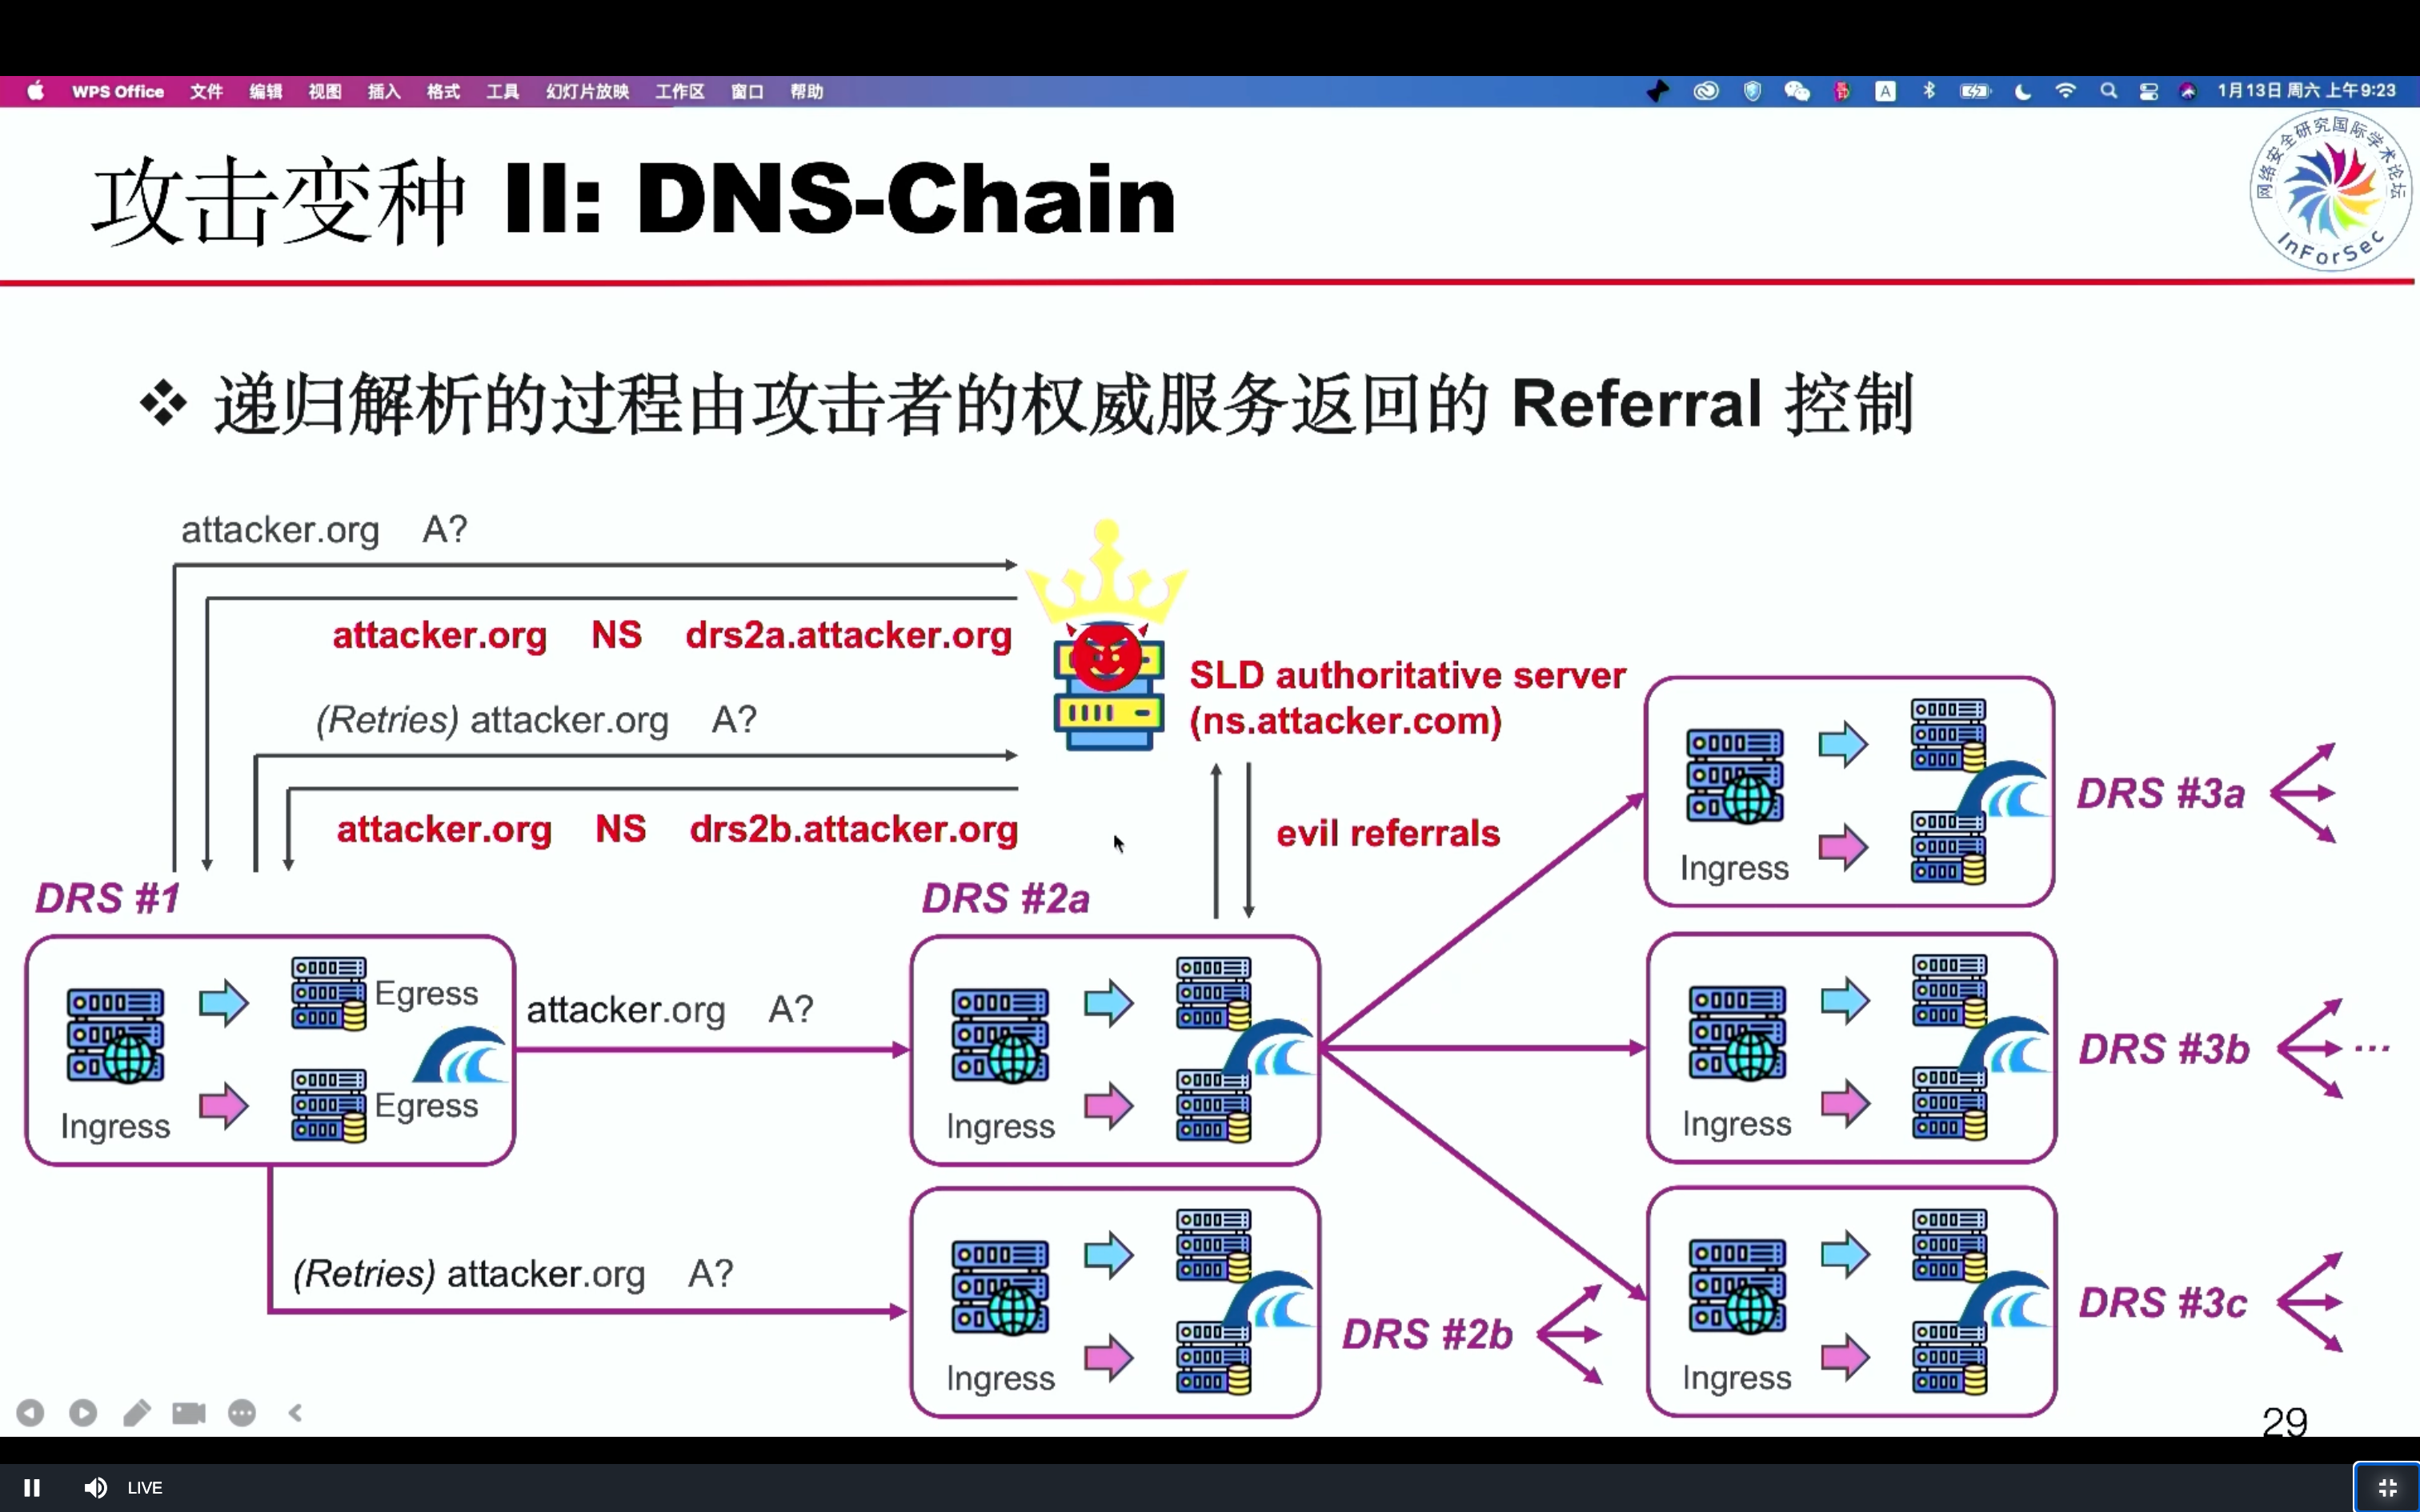 WPS Office 文件 编辑 视图 插入 格式 工具 幻灯片放映 工作区 窗口 帮助 A 1月13日 周六 上午9:23
攻击变种 II: DNS-Chain
网络安全研究国际学术论坛
InForSec
❖ 递归解析的过程由攻击者的权威服务返回的 Referral 控制
attacker.org A?
attacker.org NS drs2a.attacker.org
(Retries) attacker.org A?
attacker.org NS drs2b.attacker.org
SLD authoritative server
(ns.attacker.com)
evil referrals
DRS #1
Ingress
Egress
Egress
attacker.org A?
(Retries) attacker.org A?
DRS #2a
Ingress
Ingress
DRS #2b
Ingress
DRS #3a
Ingress
DRS #3b
...
Ingress
DRS #3c
29
LIVE